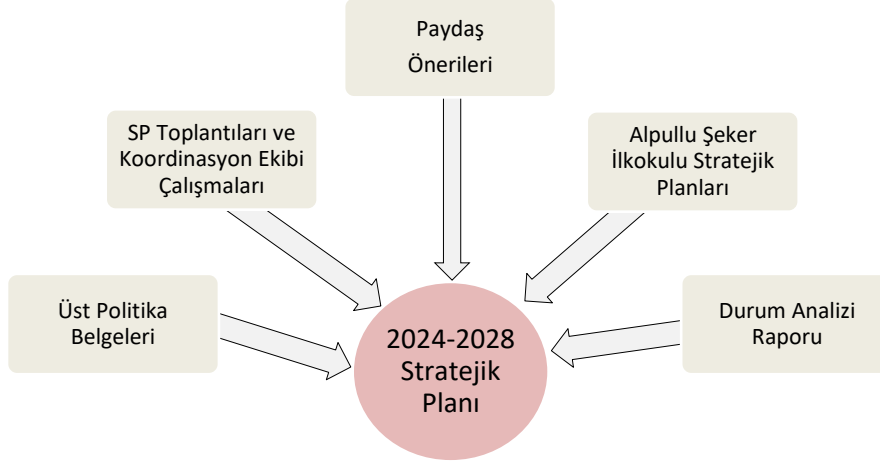 Paydaş
Önerileri
SP Toplantıları ve
Koordinasyon Ekibi
Çalışmaları
Alpullu Şeker
İlkokulu Stratejik
Planları
Üst Politika
Belgeleri
Durum Analizi
Raporu
2024-2028
Stratejik
Planı